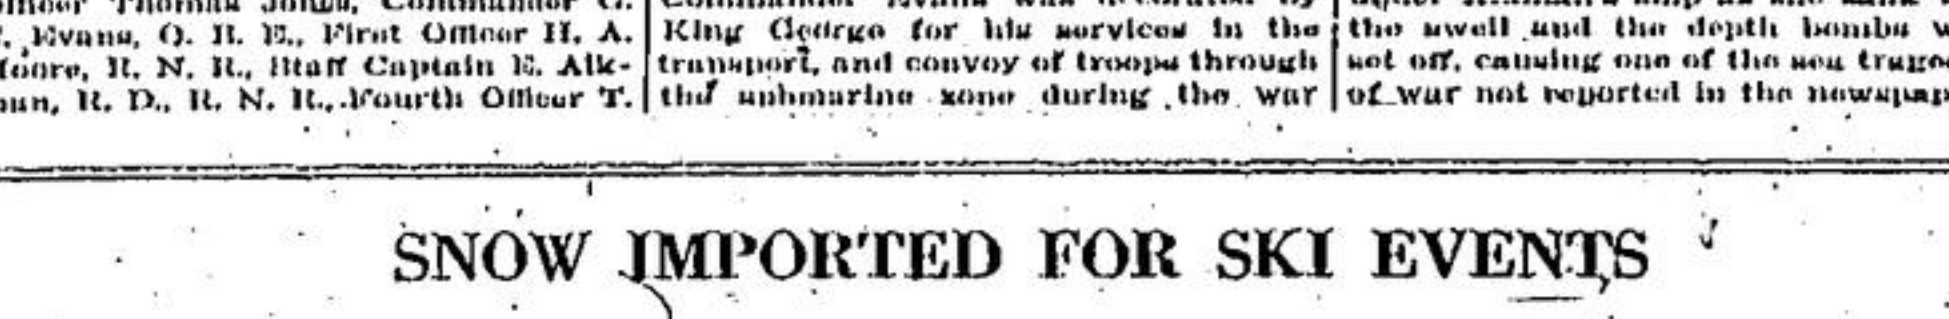 Evans, O. B. E., First Officer H. A.
Moore, R. N. R., Staff Captain E. Aik-
R. D., R. N. R., Fourth Officer T.
King George for his services in the
transport, and convoy of troops through
the submarine zone during the war
the swell and the depth bombs
set off, causing one of the sea
of war not reported in the
SNOW IMPORTED FOR SKI EVENTS